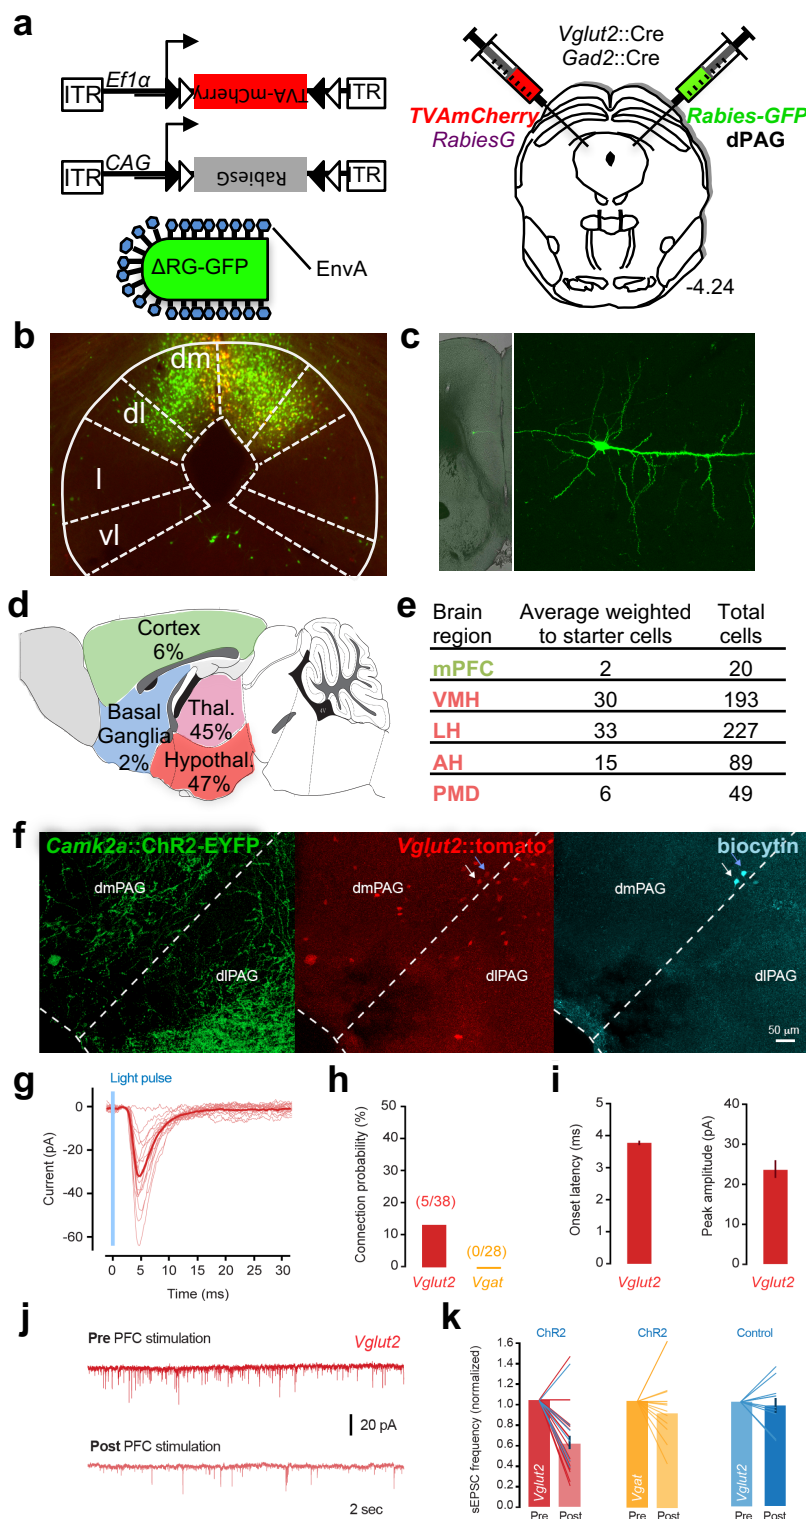 a
Ef1α
ITR
TVA-mCherry
ITR
CAG
ITR
RabiesG
ITR
ΔRG-GFP
EnvA
Vglut2::Cre
Gad2::Cre
TVAmCherry
RabiesG
Rabies-GFP
dPAG
-4.24
b
dm
dl
l
vl
c
d
Cortex
6%
Basal
Ganglia
2%
Thal.
45%
Hypothal.
47%
IV
e
Brain region Average weighted to starter cells Total cells
mPFC 2 20
VMH 30 193
LH 33 227
AH 15 89
PMD 6 49
f
Camk2a::ChR2-EYFP
Vglut2::tomato
biocytin
dmPAG
dlPAG
dmPAG
dlPAG
dmPAG
dlPAG
50 μm
g
Light pulse
Current (pA)
0
-20
-40
-60
0 5 10 15 20 25 30
Time (ms)
h
Connection probability (%)
50
40
30
20
10
0
(5/38)
(0/28)
Vglut2 Vgat
i
Onset latency (ms)
5
4
3
2
1
0
Vglut2
Peak amplitude (pA)
40
30
20
10
0
Vglut2
j
Pre PFC stimulation
Vglut2
20 pA
Post PFC stimulation
2 sec
k
ChR2 ChR2 Control
sEPSC frequency (normalized)
1.6
1.4
1.2
1.0
0.8
0.6
0.4
0.2
0.0
Vglut2
Vgat
Vglut2
Pre Post Pre Post Pre Post